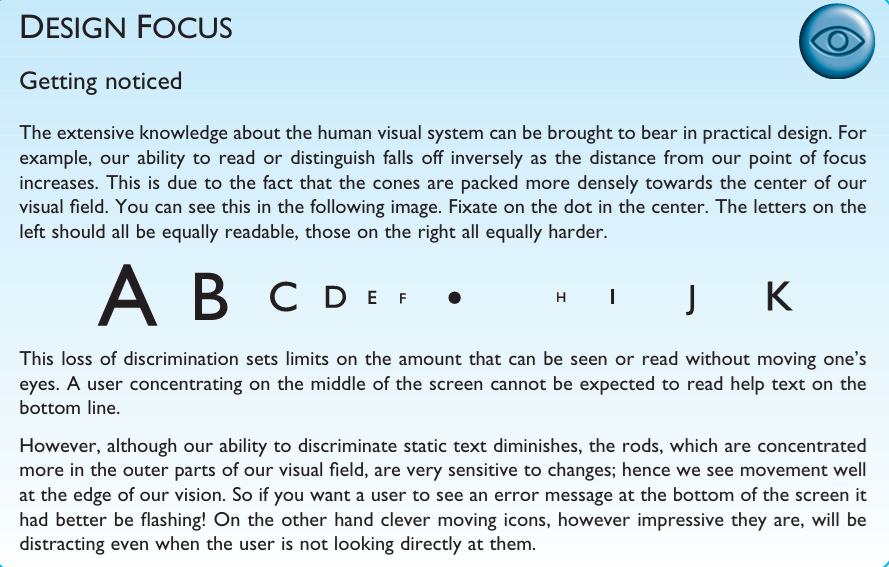 DESIGN FOCUS
Getting noticed
The extensive knowledge about the human visual system can be brought to bear in practical design. For
example, our ability to read or distinguish falls off inversely as the distance from our point of focus
increases. This is due to the fact that the cones are packed more densely towards the center of our
visual field. You can see this in the following image. Fixate on the dot in the center. The letters on the
left should all be equally readable, those on the right all equally harder.
A B C D E F • H I J K
This loss of discrimination sets limits on the amount that can be seen or read without moving one's
eyes. A user concentrating on the middle of the screen cannot be expected to read help text on the
bottom line.
However, although our ability to discriminate static text diminishes, the rods, which are concentrated
more in the outer parts of our visual field, are very sensitive to changes; hence we see movement well
at the edge of our vision. So if you want a user to see an error message at the bottom of the screen it
had better be flashing! On the other hand clever moving icons, however impressive they are, will be
distracting even when the user is not looking directly at them.